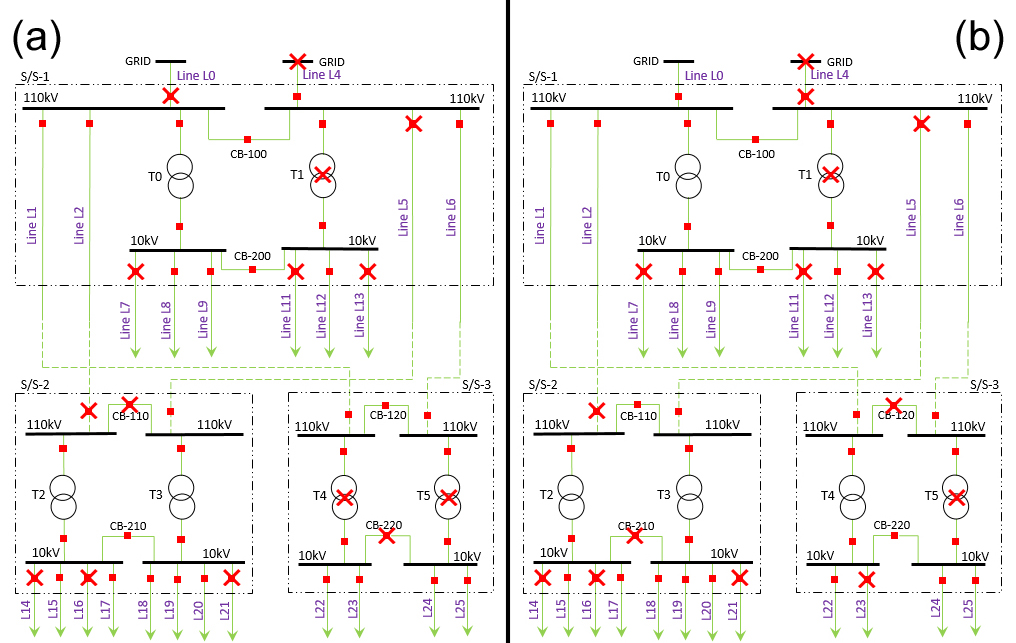 (a)
GRID
GRID
Line L0
Line L4
S/S-1
110kV
110kV
CB-100
T0
T1
Line L1
Line L2
Line L5
Line L6
10kV
10kV
CB-200
Line L7
Line L8
Line L9
Line L11
Line L12
Line L13
S/S-2
S/S-3
CB-110
CB-120
110kV
110kV
110kV
110kV
T2
T3
T4
T5
CB-210
CB-220
10kV
10kV
10kV
10kV
L14
L15
L16
L17
L18
L19
L20
L21
L22
L23
L24
L25
(b)
GRID
GRID
Line L0
Line L4
S/S-1
110kV
110kV
CB-100
T0
T1
Line L1
Line L2
Line L5
Line L6
10kV
10kV
CB-200
Line L7
Line L8
Line L9
Line L11
Line L12
Line L13
S/S-2
S/S-3
CB-110
CB-120
110kV
110kV
110kV
110kV
T2
T3
T4
T5
CB-210
CB-220
10kV
10kV
10kV
10kV
L14
L15
L16
L17
L18
L19
L20
L21
L22
L23
L24
L25